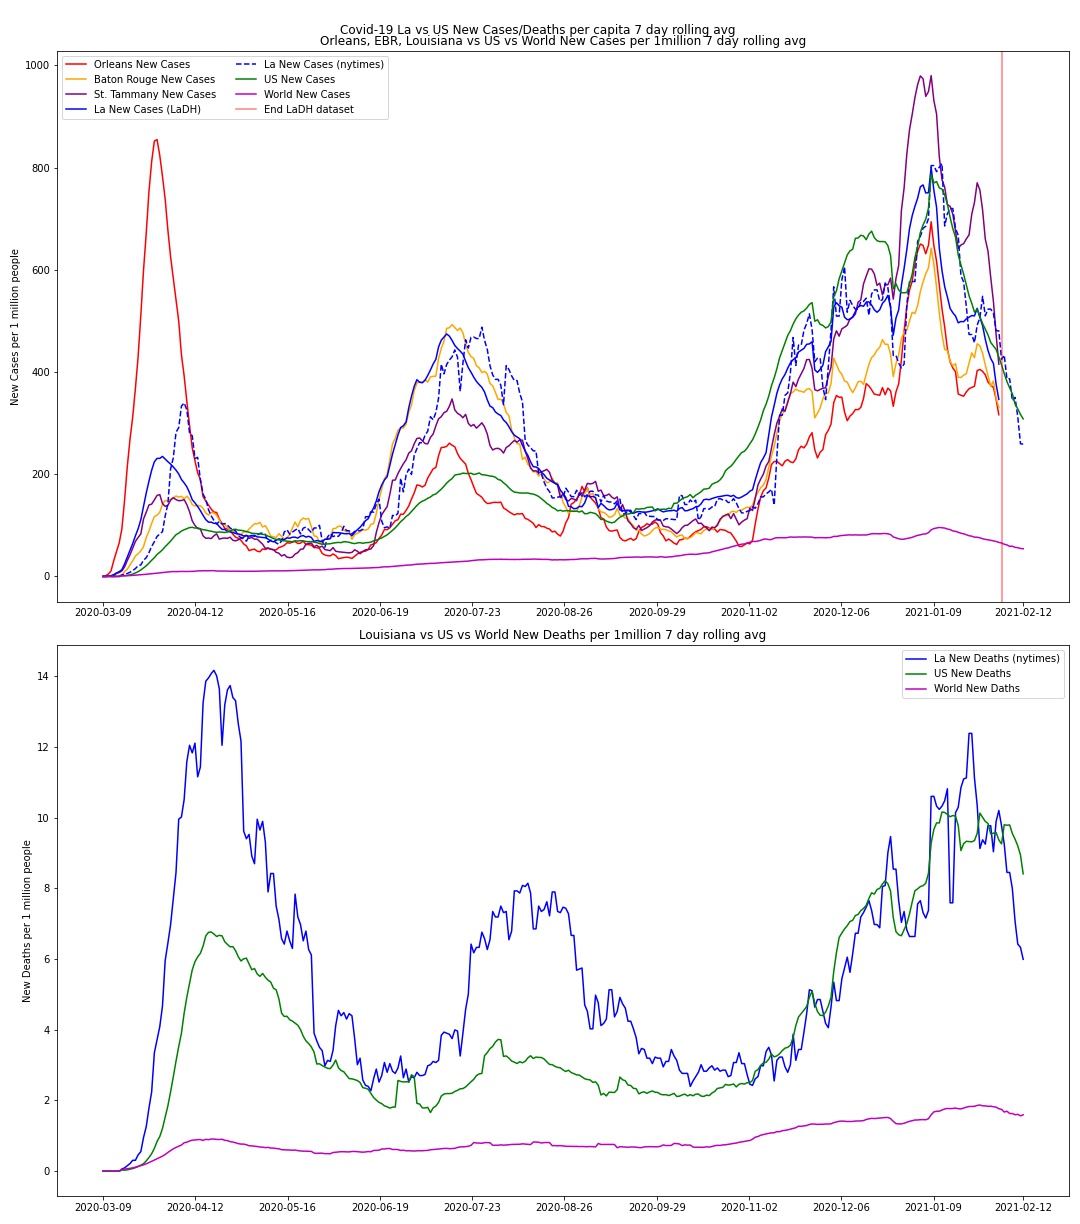 Covid-19 La vs US New Cases/Deaths per capita 7 day rolling avg
Orleans, EBR, Louisiana vs US vs World New Cases per 1million 7 day rolling avg
Orleans New Cases
Baton Rouge New Cases
St. Tammany New Cases
La New Cases (LaDH)
La New Cases (nytimes)
US New Cases
World New Cases
End LaDH dataset
New Cases per 1 million people
1000
800
600
400
200
0
2020-03-09 2020-04-12 2020-05-16 2020-06-19 2020-07-23 2020-08-26 2020-09-29 2020-11-02 2020-12-06 2021-01-09 2021-02-12
Louisiana vs US vs World New Deaths per 1million 7 day rolling avg
La New Deaths (nytimes)
US New Deaths
World New Daths
New Deaths per 1 million people
14
12
10
8
6
4
2
0
2020-03-09 2020-04-12 2020-05-16 2020-06-19 2020-07-23 2020-08-26 2020-09-29 2020-11-02 2020-12-06 2021-01-09 2021-02-12